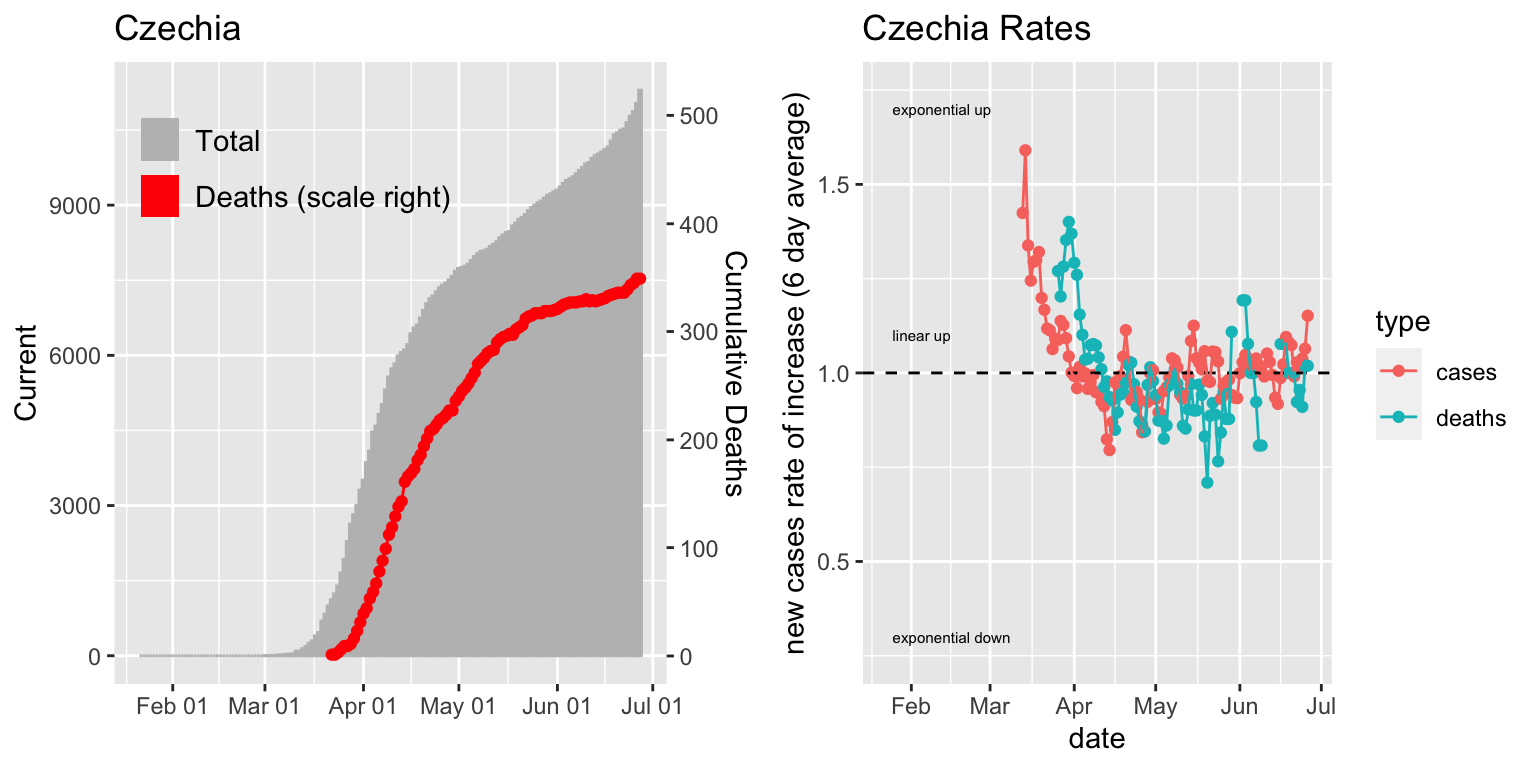 Czechia
Total
Deaths (scale right)
Current
9000
6000
3000
0
500
400
300
200
100
0
Cumulative Deaths
Feb 01 Mar 01 Apr 01 May 01 Jun 01 Jul 01
Czechia Rates
new cases rate of increase (6 day average)
1.5
1.0
0.5
exponential up
linear up
exponential down
Feb Mar Apr May Jun Jul
date
type
cases
deaths